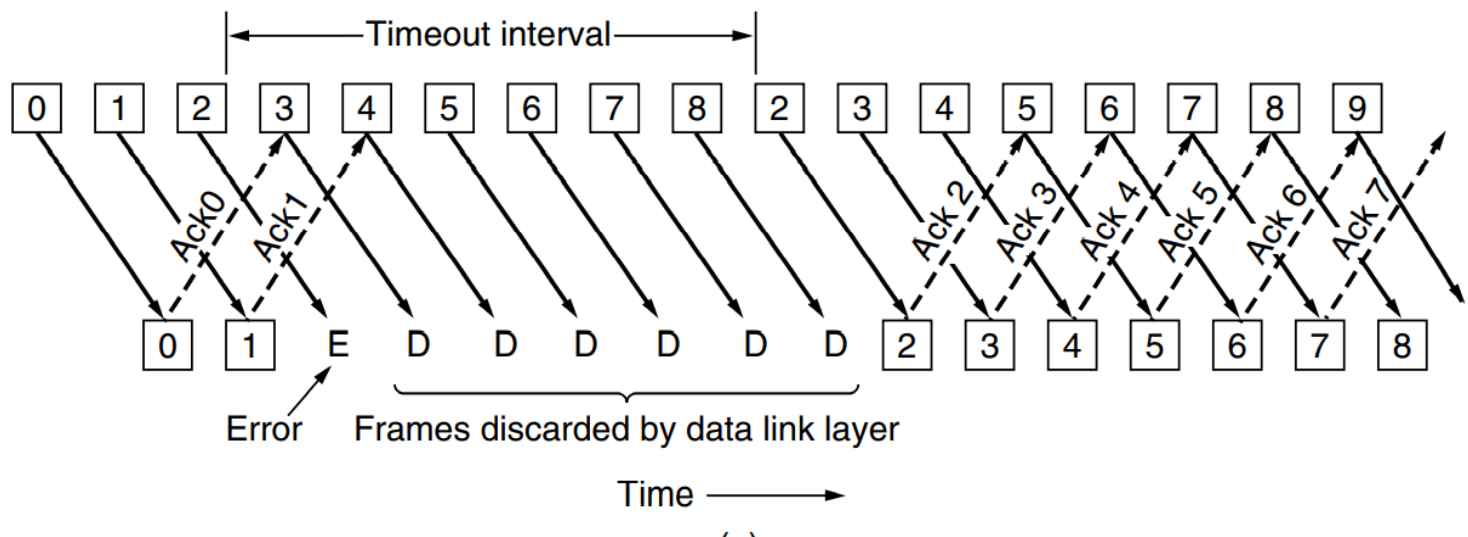 Timeout interval
0 1 2 3 4 5 6 7 8 2 3 4 5 6 7 8 9
Ack0 Ack1 Ack 2 Ack 3 Ack 4 Ack 5 Ack 6 Ack 7
0 1 E D D D D D D 2 3 4 5 6 7 8
Error Frames discarded by data link layer
Time